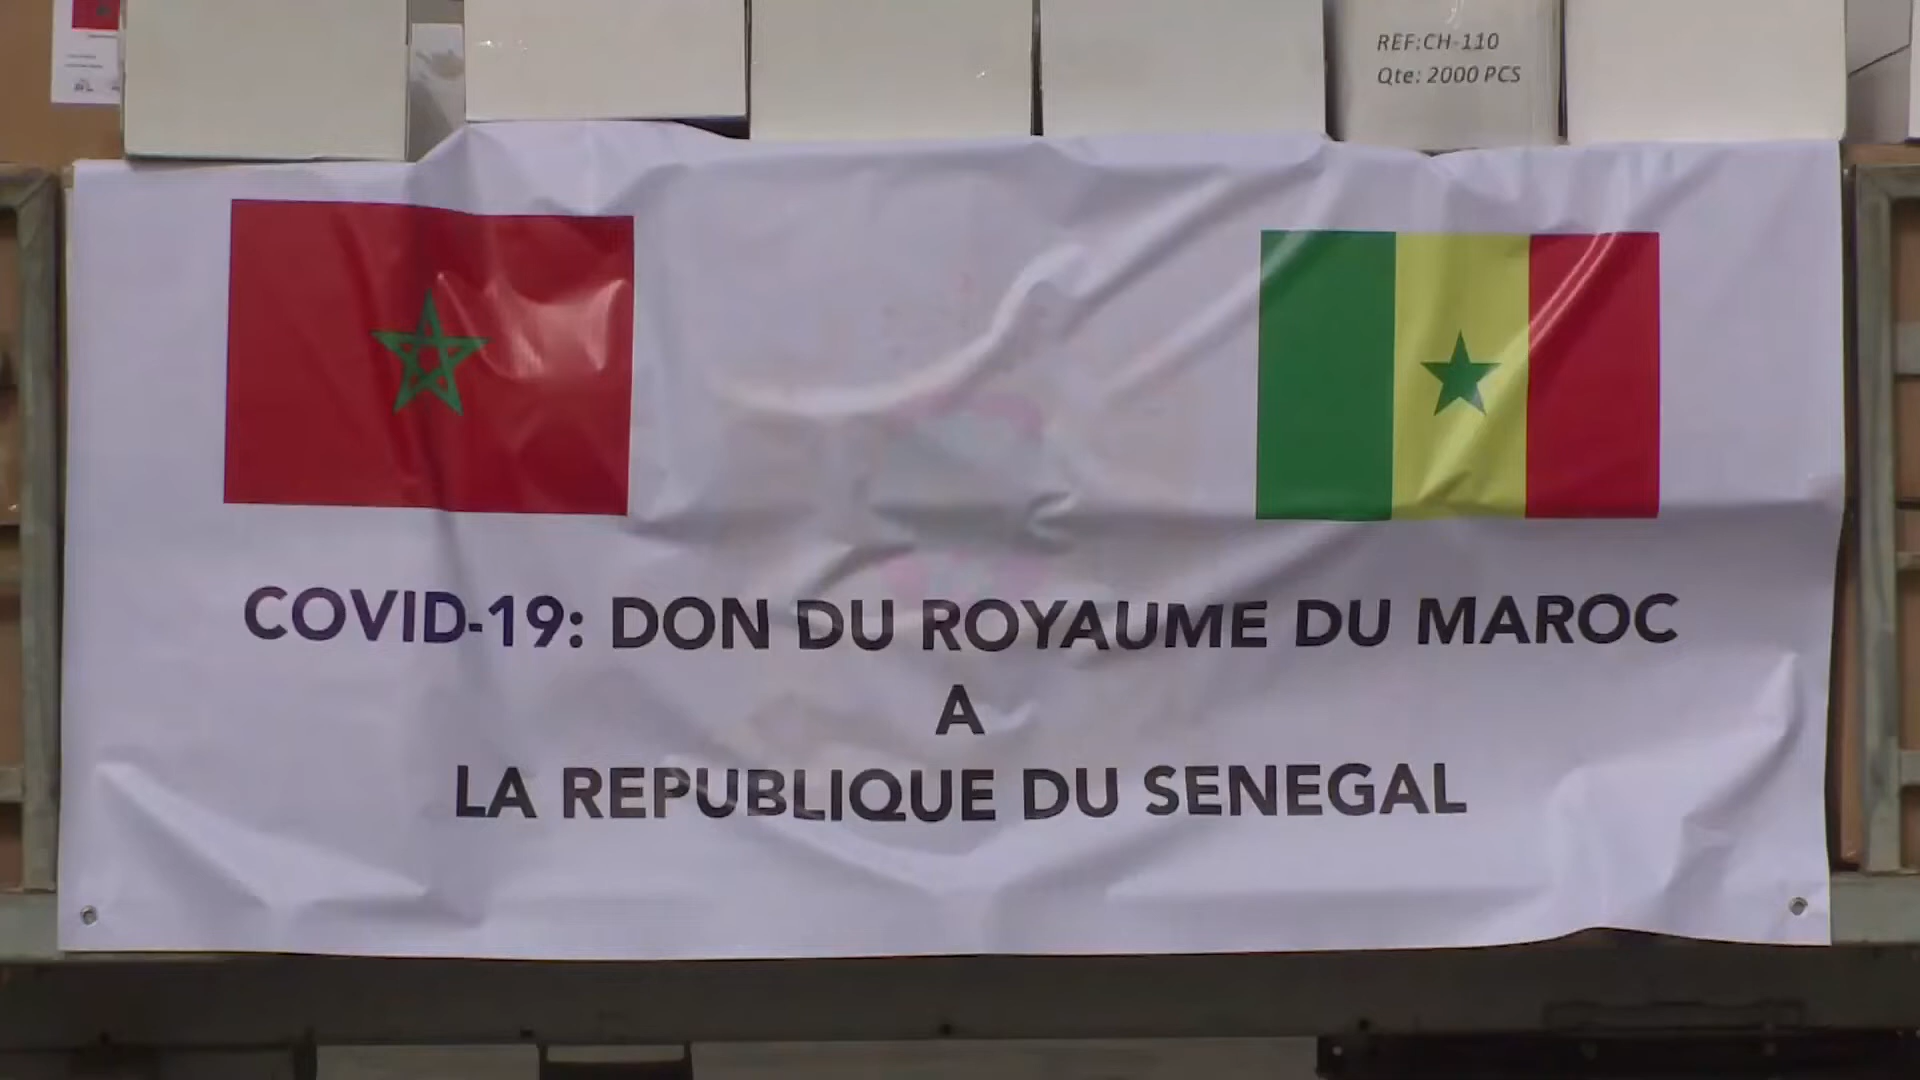 REF:CH-110
Qte: 2000 PCS
COVID-19: DON DU ROYAUME DU MAROC
A
LA REPUBLIQUE DU SENEGAL